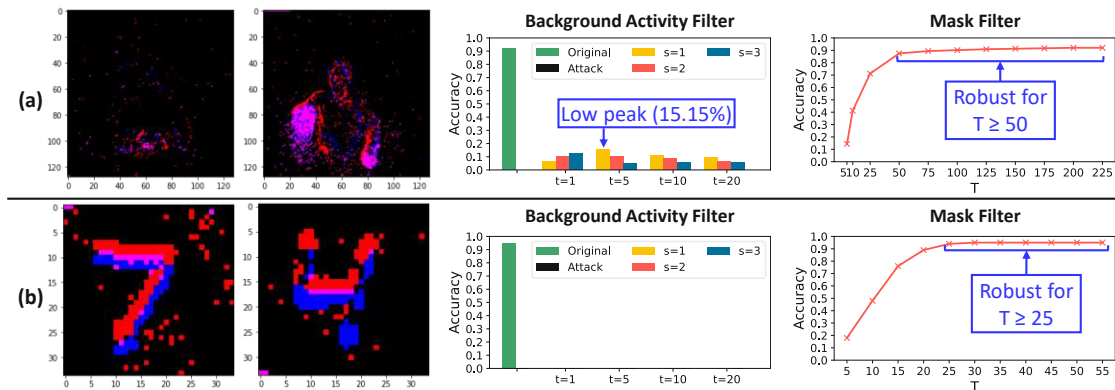 (a)
0
20
40
60
80
100
120
0 20 40 60 80 100 120
0
20
40
60
80
100
120
0 20 40 60 80 100 120
Background Activity Filter
Accuracy
1.0
0.9
0.8
0.7
0.6
0.5
0.4
0.3
0.2
0.1
0.0
Original s=1 s=3
Attack s=2
Low peak (15.15%)
t=1 t=5 t=10 t=20
Mask Filter
Accuracy
1.0
0.9
0.8
0.7
0.6
0.5
0.4
0.3
0.2
0.1
0.0
Robust for
T ≥ 50
510 25 50 75 100 125 150 175 200 225
T
(b)
0
5
10
15
20
25
30
0 5 10 15 20 25 30
0
5
10
15
20
25
30
0 5 10 15 20 25 30
Background Activity Filter
Accuracy
1.0
0.9
0.8
0.7
0.6
0.5
0.4
0.3
0.2
0.1
0.0
Original s=1 s=3
Attack s=2
t=1 t=5 t=10 t=20
Mask Filter
Accuracy
1.0
0.9
0.8
0.7
0.6
0.5
0.4
0.3
0.2
0.1
0.0
Robust for
T ≥ 25
5 10 15 20 25 30 35 40 45 50 55
T